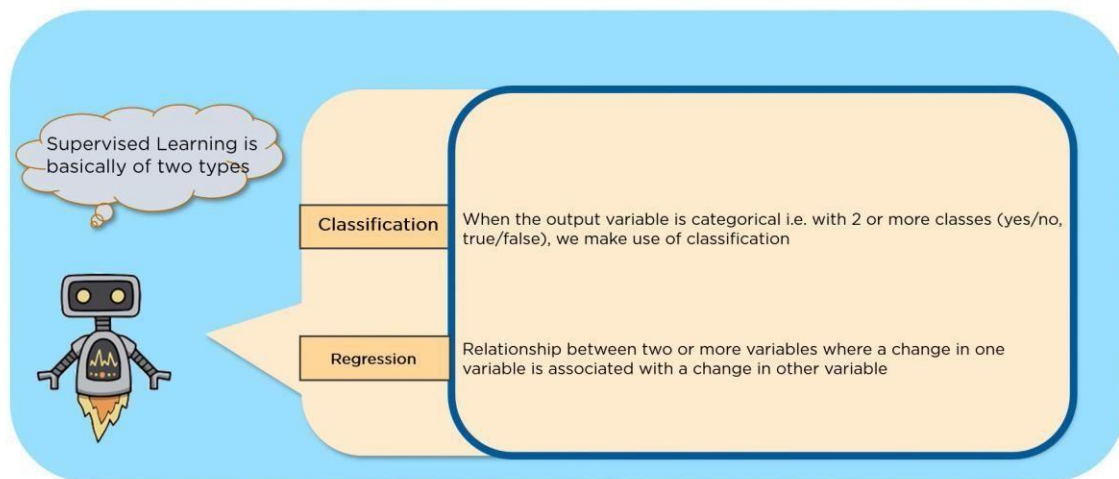 Supervised Learning is
basically of two types
Classification
When the output variable is categorical i.e. with 2 or more classes (yes/no,
true/false), we make use of classification
Regression
Relationship between two or more variables where a change in one
variable is associated with a change in other variable